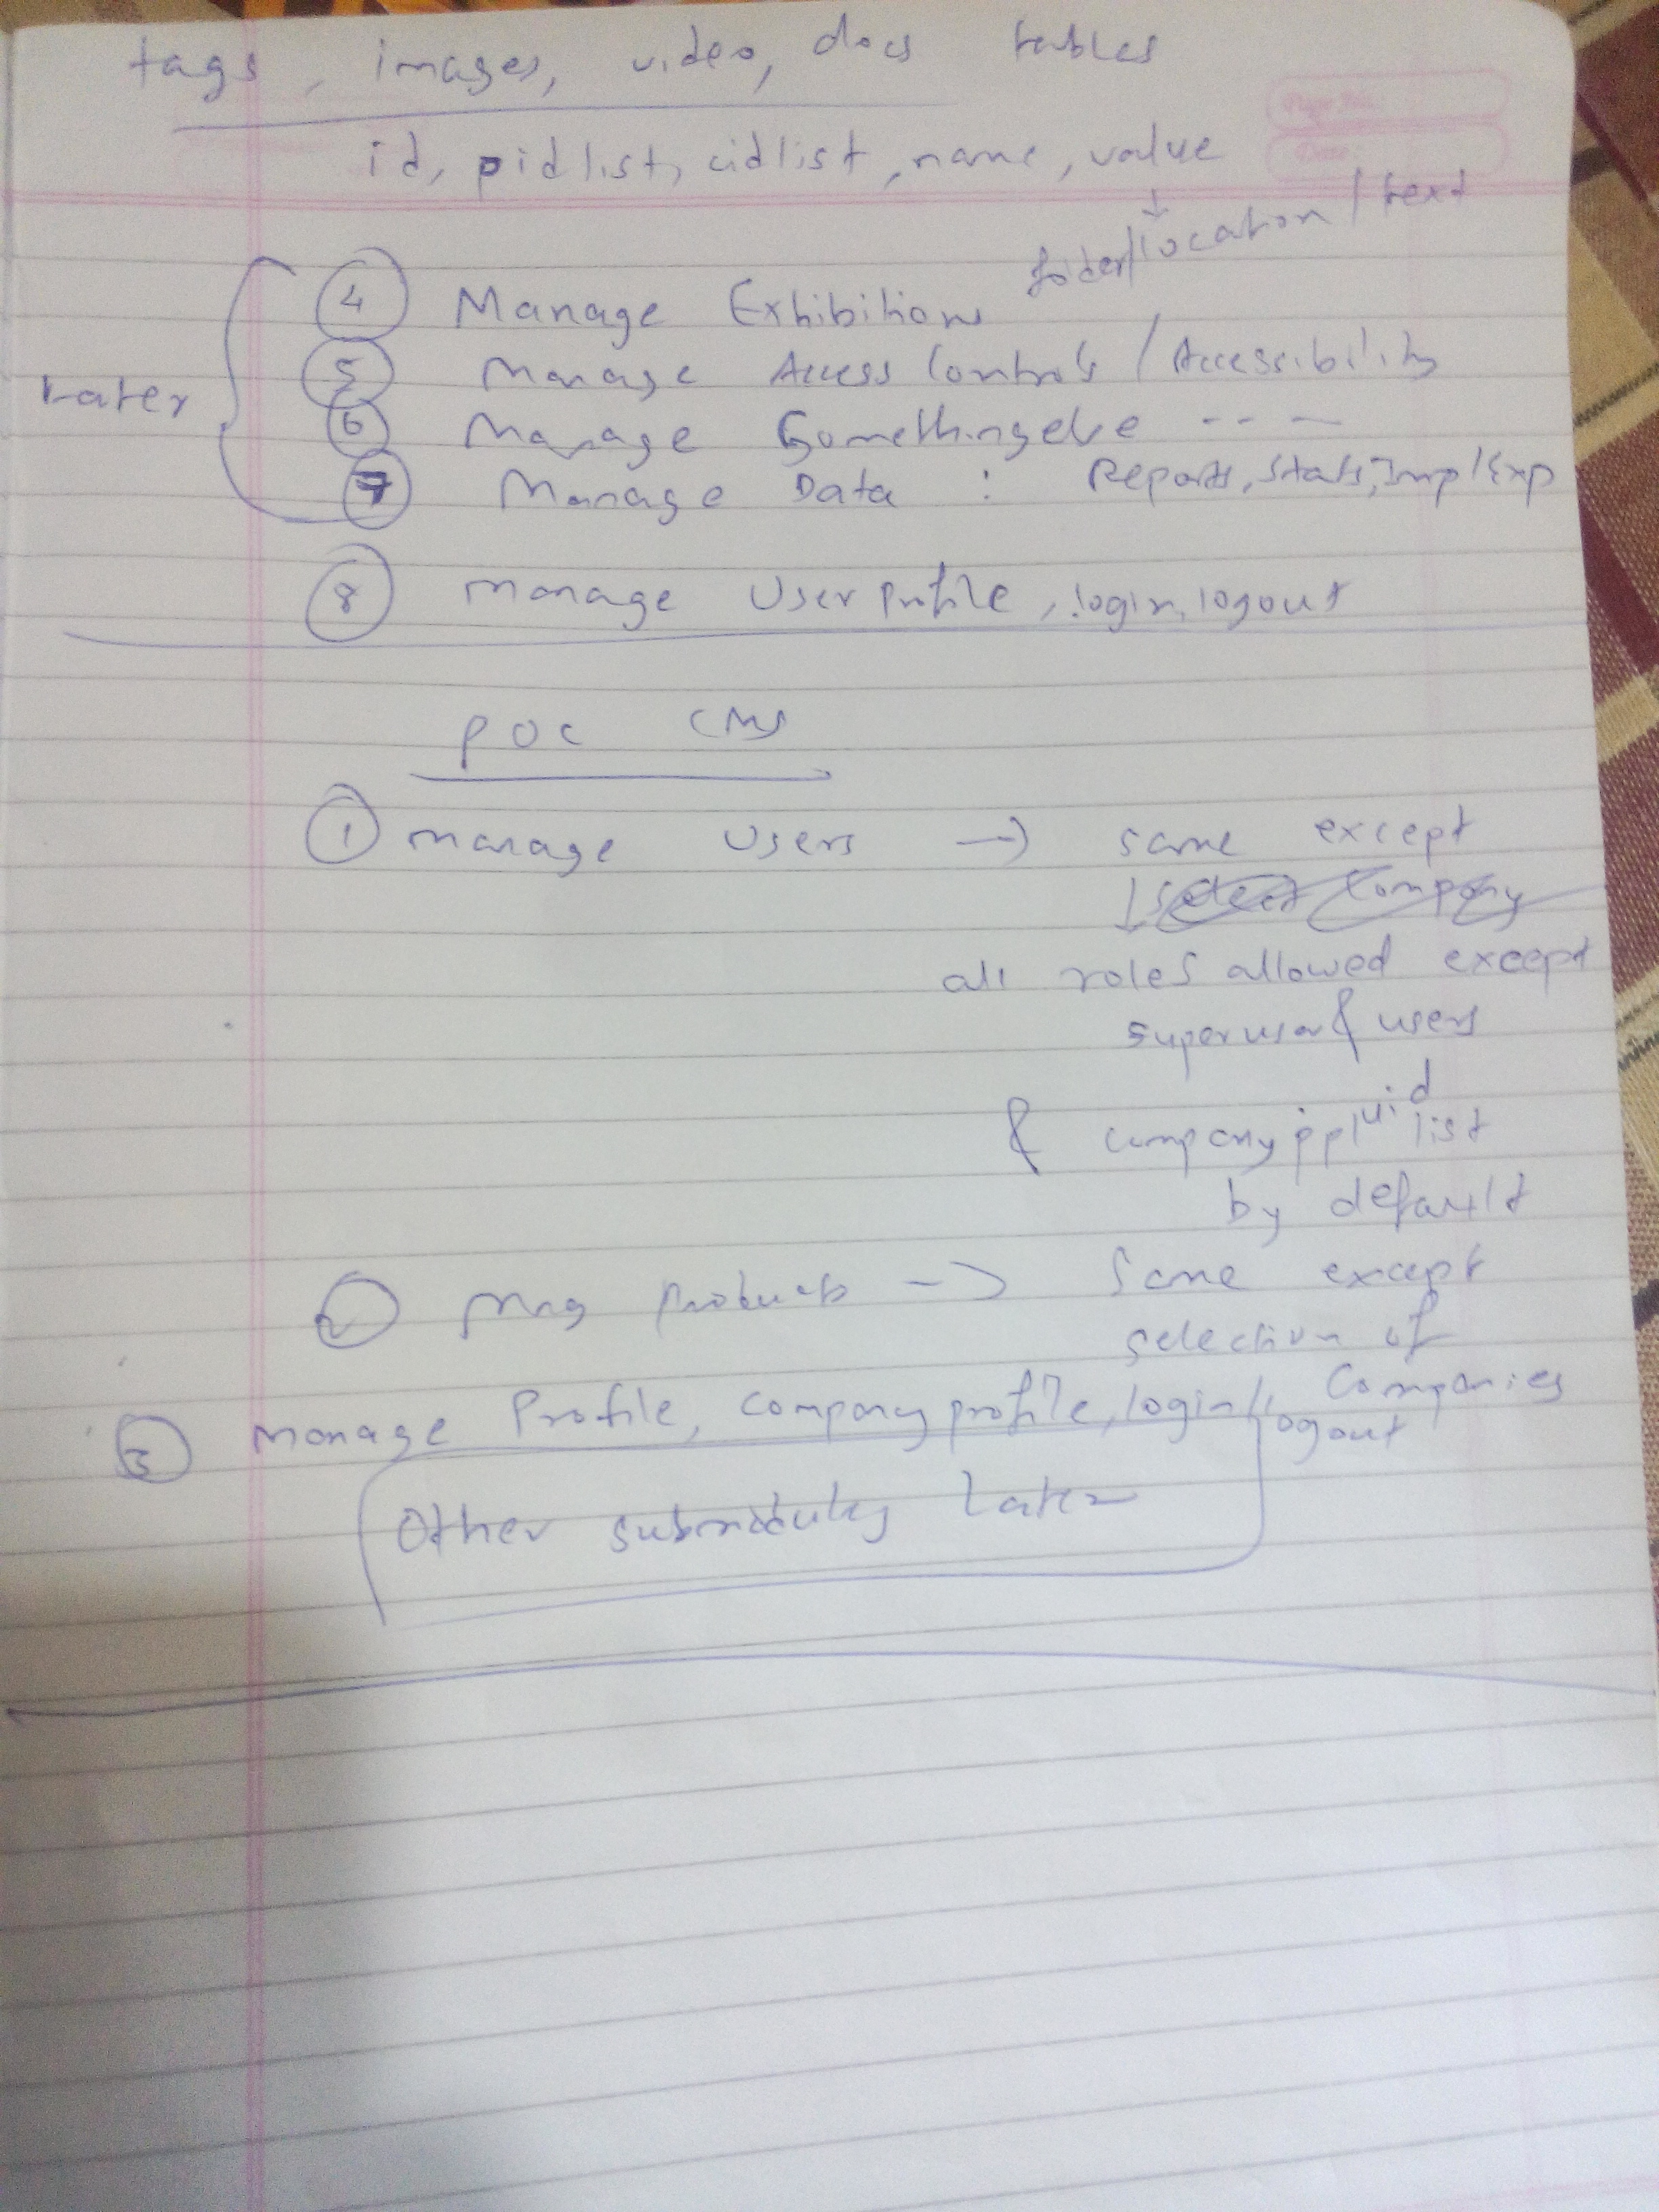 tags, images, video, docs tables
Page No.
Date:
id, pidlist, cidlist, name, value
folder/location/text
Later
4 Manage Exhibitions
5 Manage Access Controls / Accessibility
6 Manage Somethingelse -- —
7 Manage Data : Reports, Stats, Imp/Exp
8 Manage User Profile, login, logout
POC CMS
1 manage users → same except
↓ select company
all roles allowed except
superuser & users
& company ppl uid list
by default
2 Mng Products → Same except
selection of
Companies
3 manage Profile, company profile, login/logout
Other submodules Later